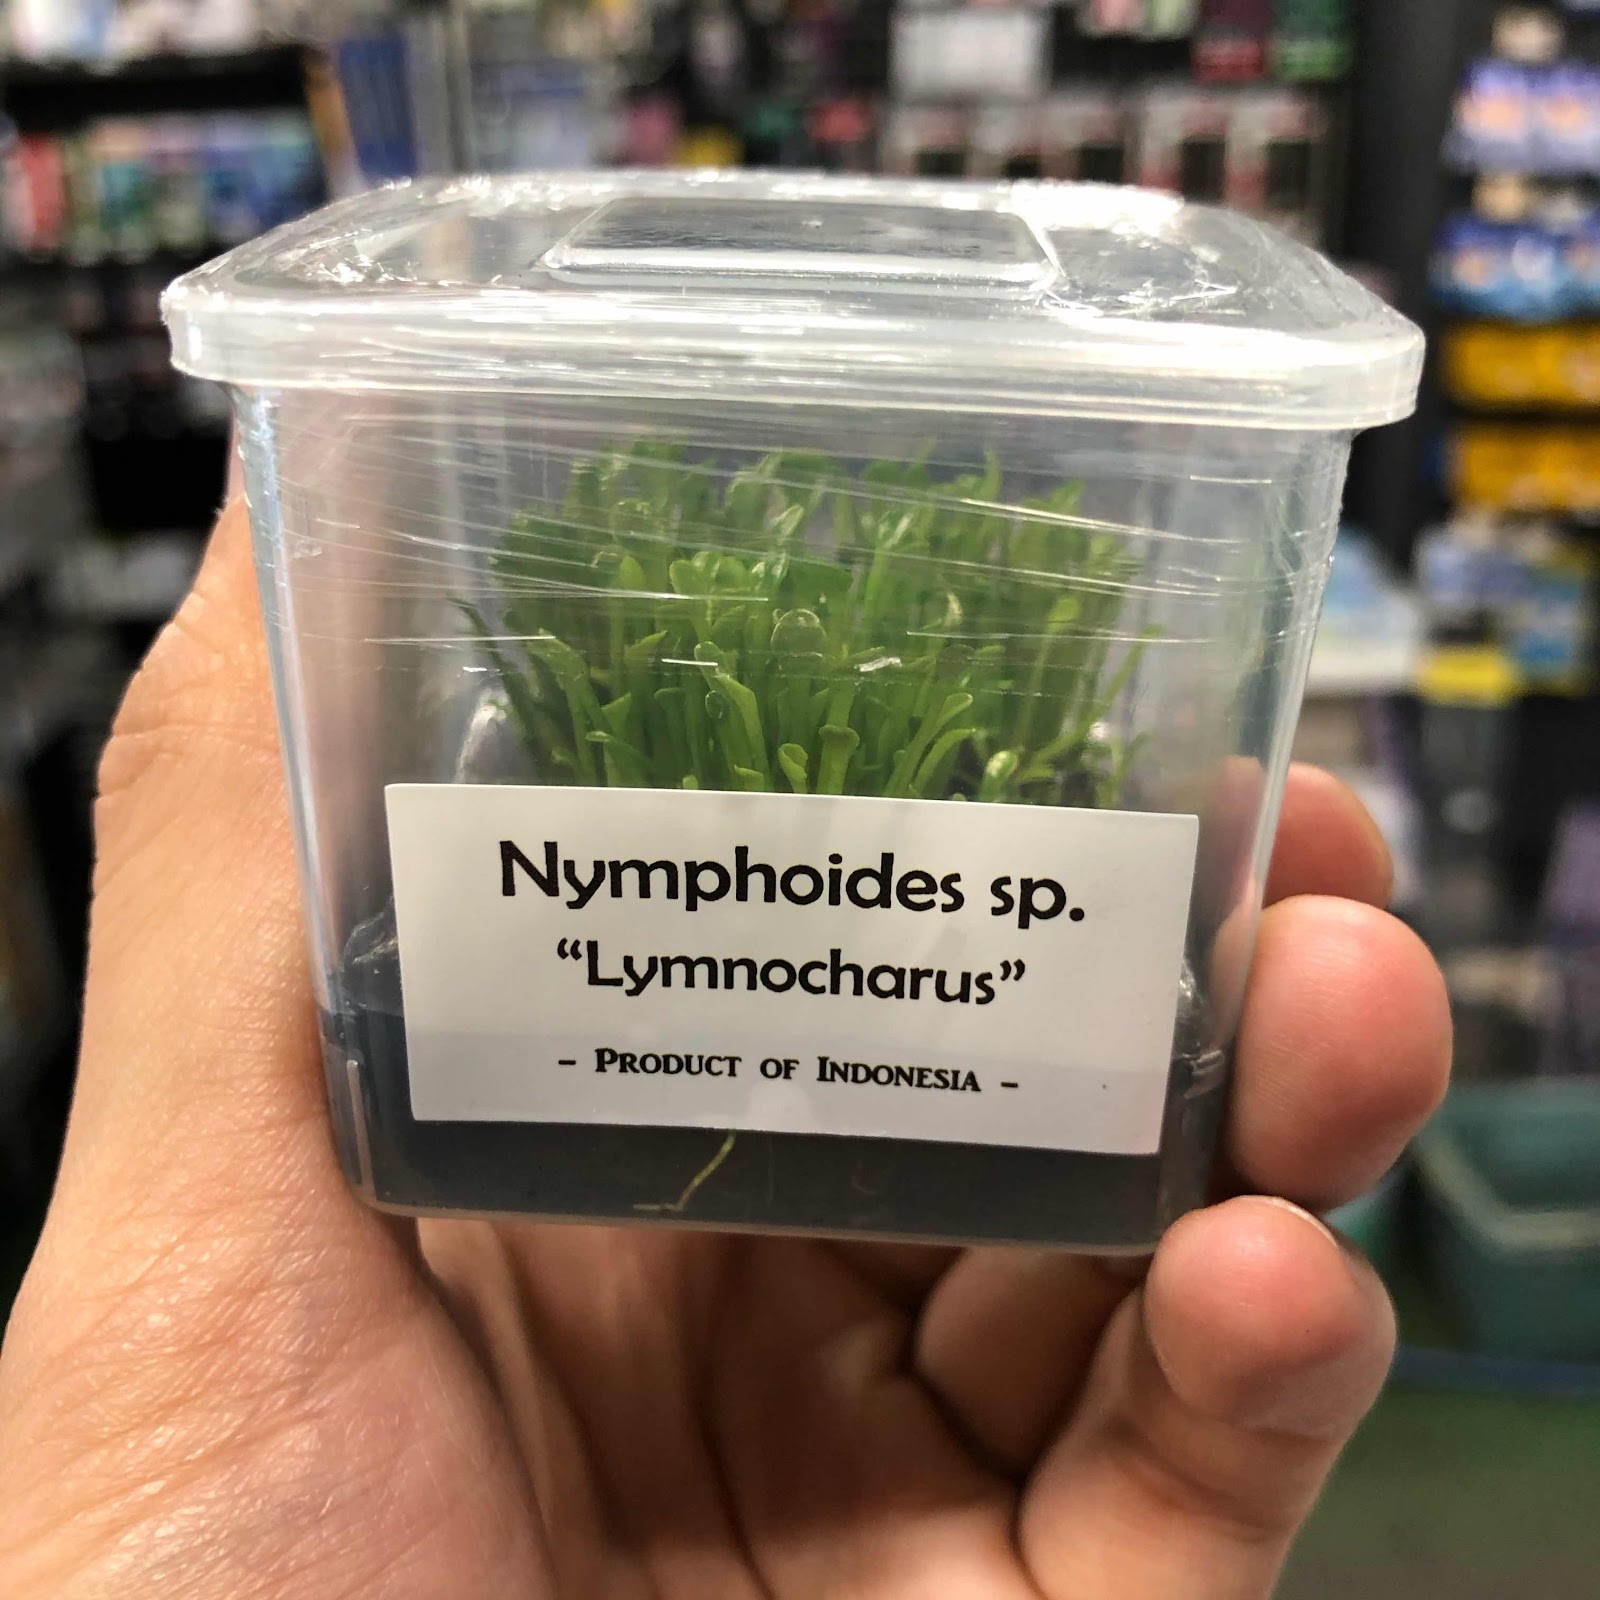 Nymphoides sp.
“Lymnocharus”
- PRODUCT OF INDONESIA -